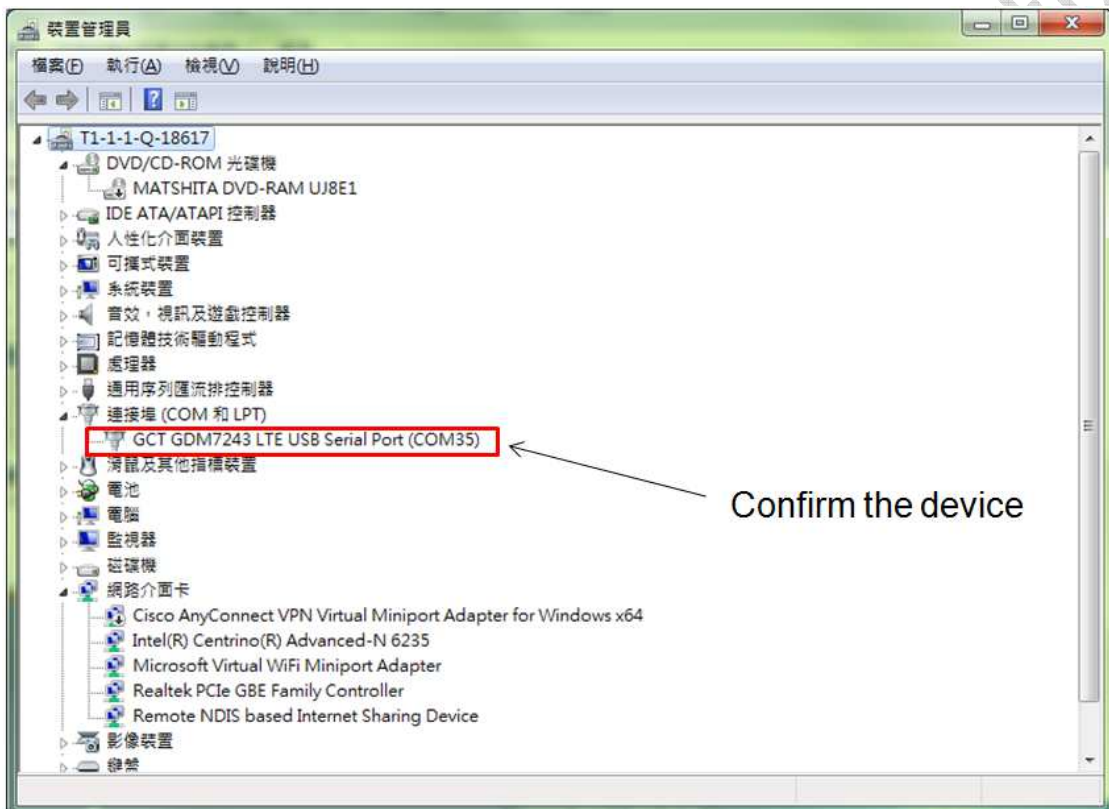 裝置管理員
檔案(F) 執行(A) 檢視(V) 說明(H)
T1-1-1-Q-18617
DVD/CD-ROM 光碟機
MATSHITA DVD-RAM UJ8E1
IDE ATA/ATAPI 控制器
人性化介面裝置
可攜式裝置
系統裝置
音效，視訊及遊戲控制器
記憶體技術驅動程式
處理器
通用序列匯流排控制器
連接埠 (COM 和 LPT)
GCT GDM7243 LTE USB Serial Port (COM35)
滑鼠及其他指標裝置
電池
Confirm the device
電腦
監視器
磁碟機
網路介面卡
Cisco AnyConnect VPN Virtual Miniport Adapter for Windows x64
Intel(R) Centrino(R) Advanced-N 6235
Microsoft Virtual WiFi Miniport Adapter
Realtek PCIe GBE Family Controller
Remote NDIS based Internet Sharing Device
影像裝置
鍵盤